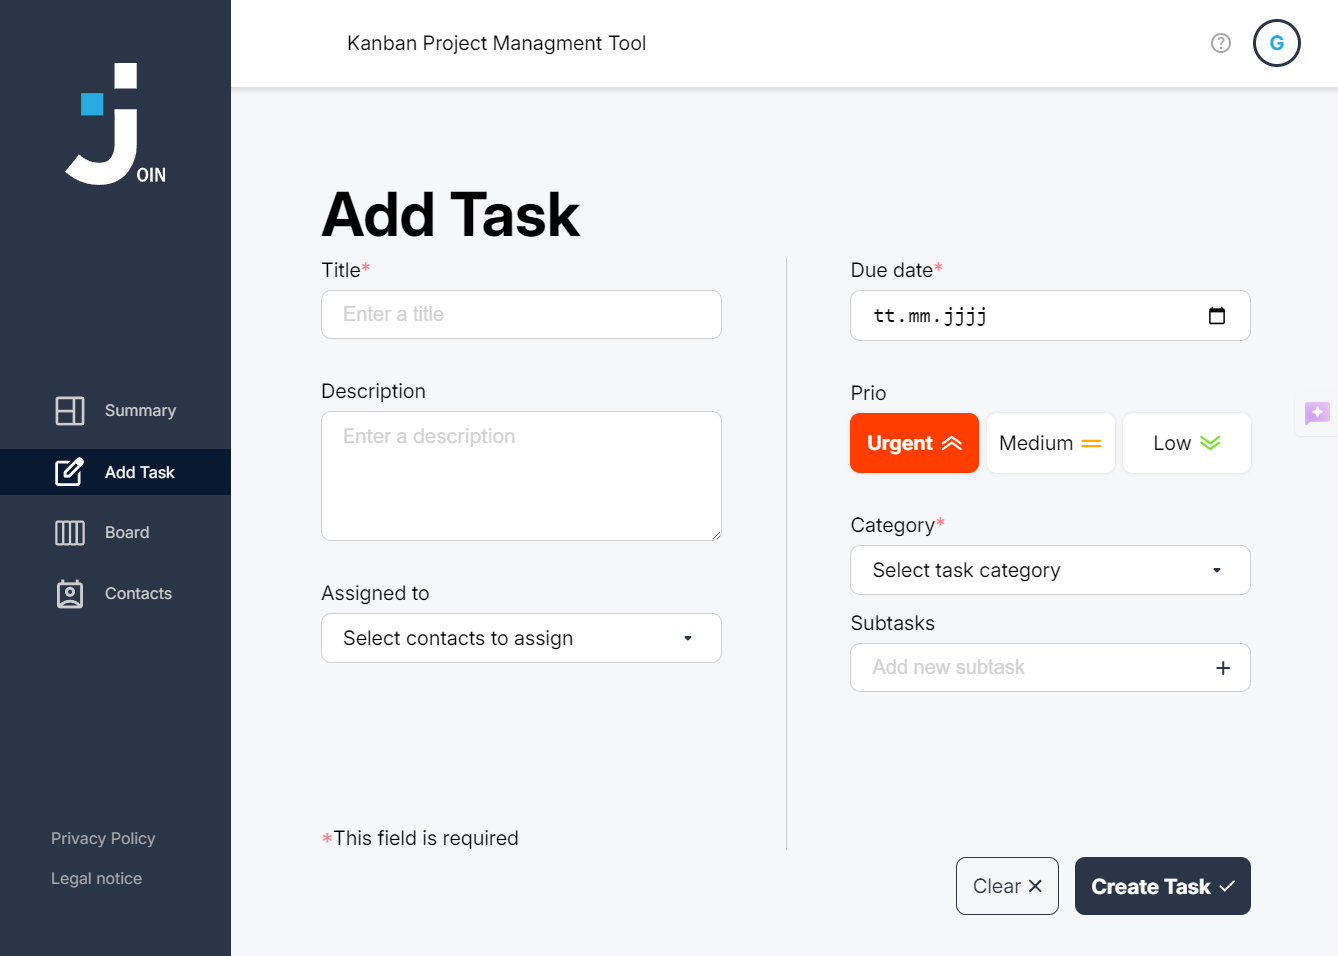 OIN
Summary
Add Task
Board
Contacts
Privacy Policy
Legal notice
Kanban Project Managment Tool
?
G
Add Task
Title*
Enter a title
Description
Enter a description
Assigned to
Select contacts to assign
*This field is required
Due date*
tt.mm.jjjj
Prio
Urgent
Medium
Low
Category*
Select task category
Subtasks
Add new subtask
Clear
Create Task